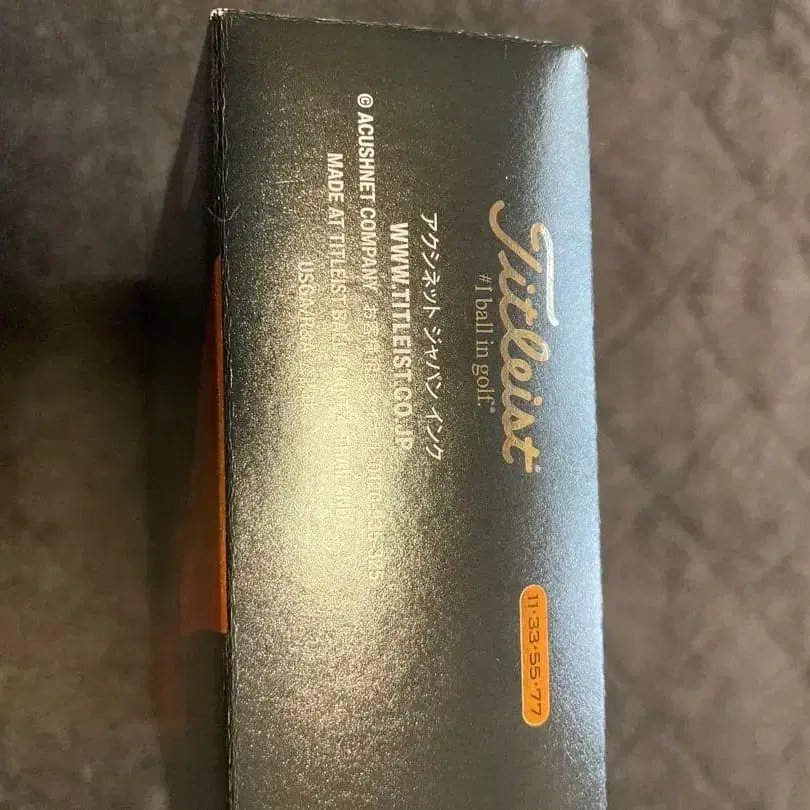 Titleist
#1 ball in golf.®
11·33·55·77
アクシネット ジャパン インク
WWW.TITLEIST.CO.JP
© ACUSHNET COMPANY
MADE AT TITLEIST BALL